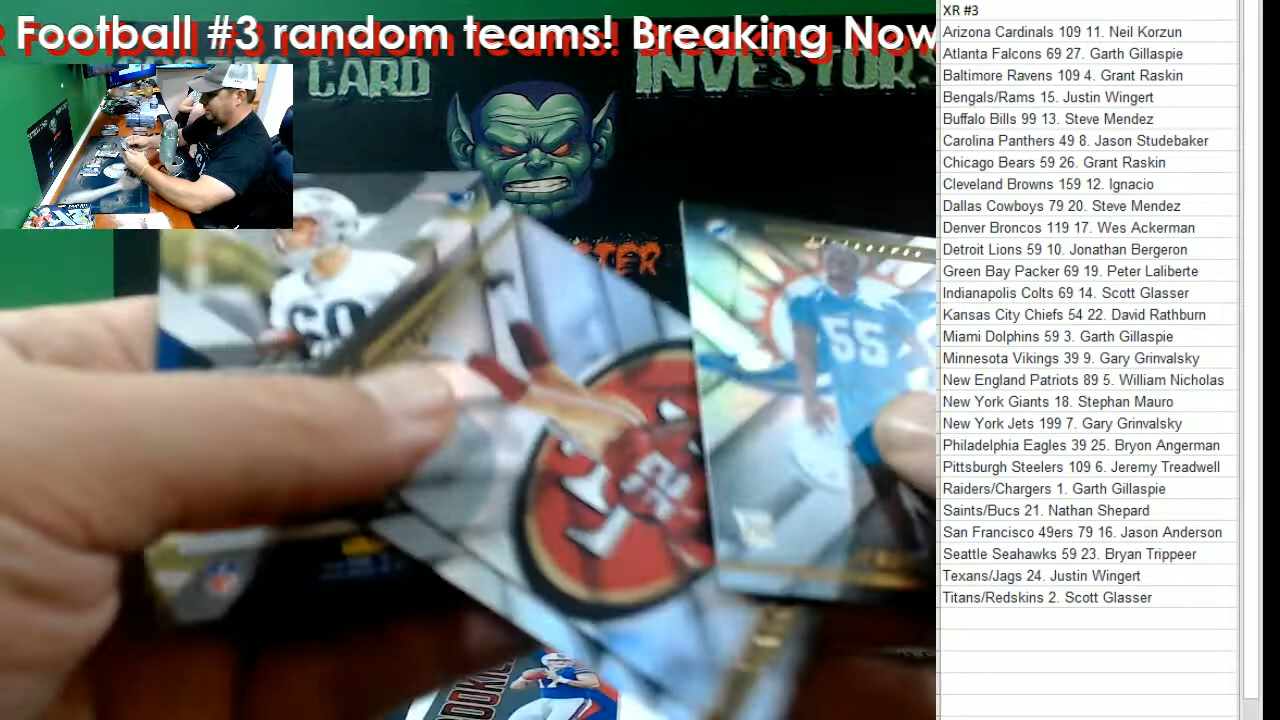 Football #3 random teams! Breaking Now
CARD
INVESTORS
60
55
ROOKIE
17
XR #3
Arizona Cardinals 109 11. Neil Korzun
Atlanta Falcons 69 27. Garth Gillaspie
Baltimore Ravens 109 4. Grant Raskin
Bengals/Rams 15. Justin Wingert
Buffalo Bills 99 13. Steve Mendez
Carolina Panthers 49 8. Jason Studebaker
Chicago Bears 59 26. Grant Raskin
Cleveland Browns 159 12. Ignacio
Dallas Cowboys 79 20. Steve Mendez
Denver Broncos 119 17. Wes Ackerman
Detroit Lions 59 10. Jonathan Bergeron
Green Bay Packer 69 19. Peter Laliberte
Indianapolis Colts 69 14. Scott Glasser
Kansas City Chiefs 54 22. David Rathburn
Miami Dolphins 59 3. Garth Gillaspie
Minnesota Vikings 39 9. Gary Grinvalsky
New England Patriots 89 5. William Nicholas
New York Giants 18. Stephan Mauro
New York Jets 199 7. Gary Grinvalsky
Philadelphia Eagles 39 25. Bryon Angerman
Pittsburgh Steelers 109 6. Jeremy Treadwell
Raiders/Chargers 1. Garth Gillaspie
Saints/Bucs 21. Nathan Shepard
San Francisco 49ers 79 16. Jason Anderson
Seattle Seahawks 59 23. Bryan Trippeer
Texans/Jags 24. Justin Wingert
Titans/Redskins 2. Scott Glasser